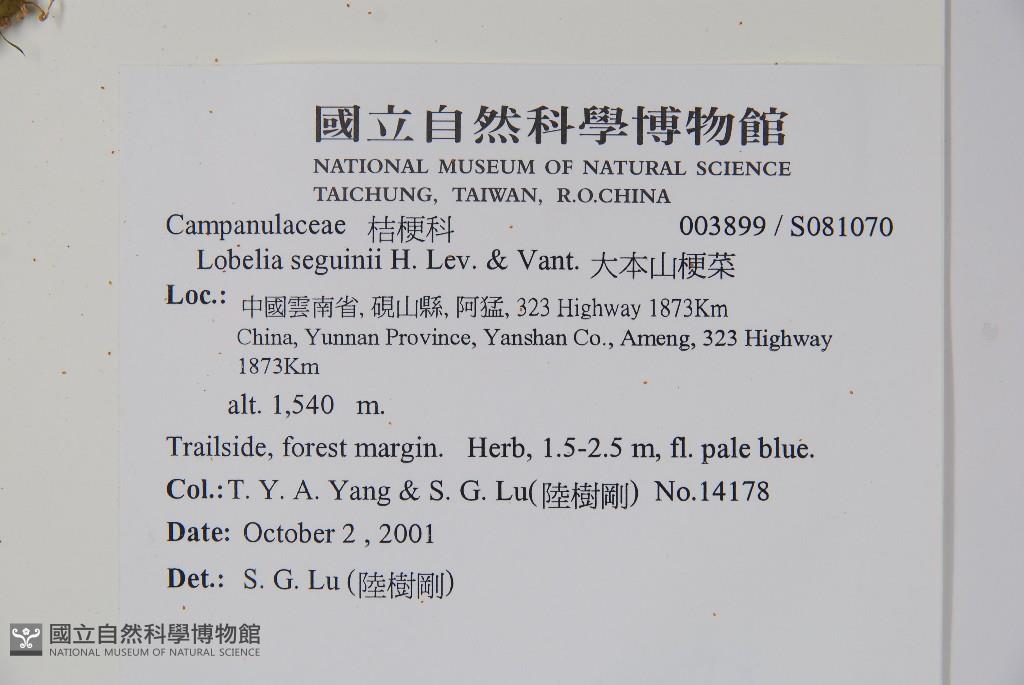 國立自然科學博物館
NATIONAL MUSEUM OF NATURAL SCIENCE
TAICHUNG, TAIWAN, R.O.CHINA
Campanulaceae 桔梗科 003899 / S081070
Lobelia seguinii H. Lev. & Vant. 大本山梗菜
Loc.: 中國雲南省, 硯山縣, 阿猛, 323 Highway 1873Km
China, Yunnan Province, Yanshan Co., Ameng, 323 Highway
1873Km
alt. 1,540 m.
Trailside, forest margin. Herb, 1.5-2.5 m, fl. pale blue.
Col.: T. Y. A. Yang & S. G. Lu(陸樹剛) No.14178
Date: October 2 , 2001
Det.: S. G. Lu (陸樹剛)
國立自然科學博物館
NATIONAL MUSEUM OF NATURAL SCIENCE